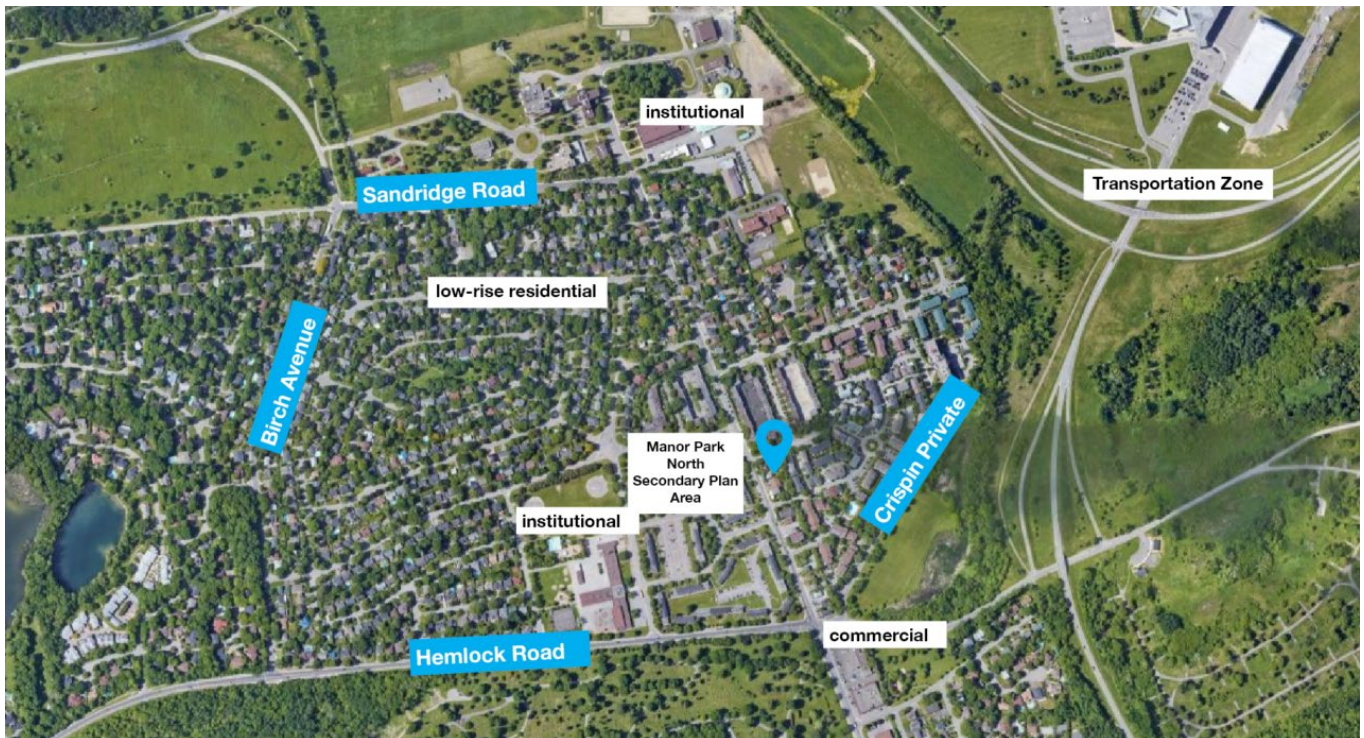 institutional
Sandridge Road
Transportation Zone
low-rise residential
Birch Avenue
Crispin Private
Manor Park
North
Secondary Plan
Area
institutional
commercial
Hemlock Road